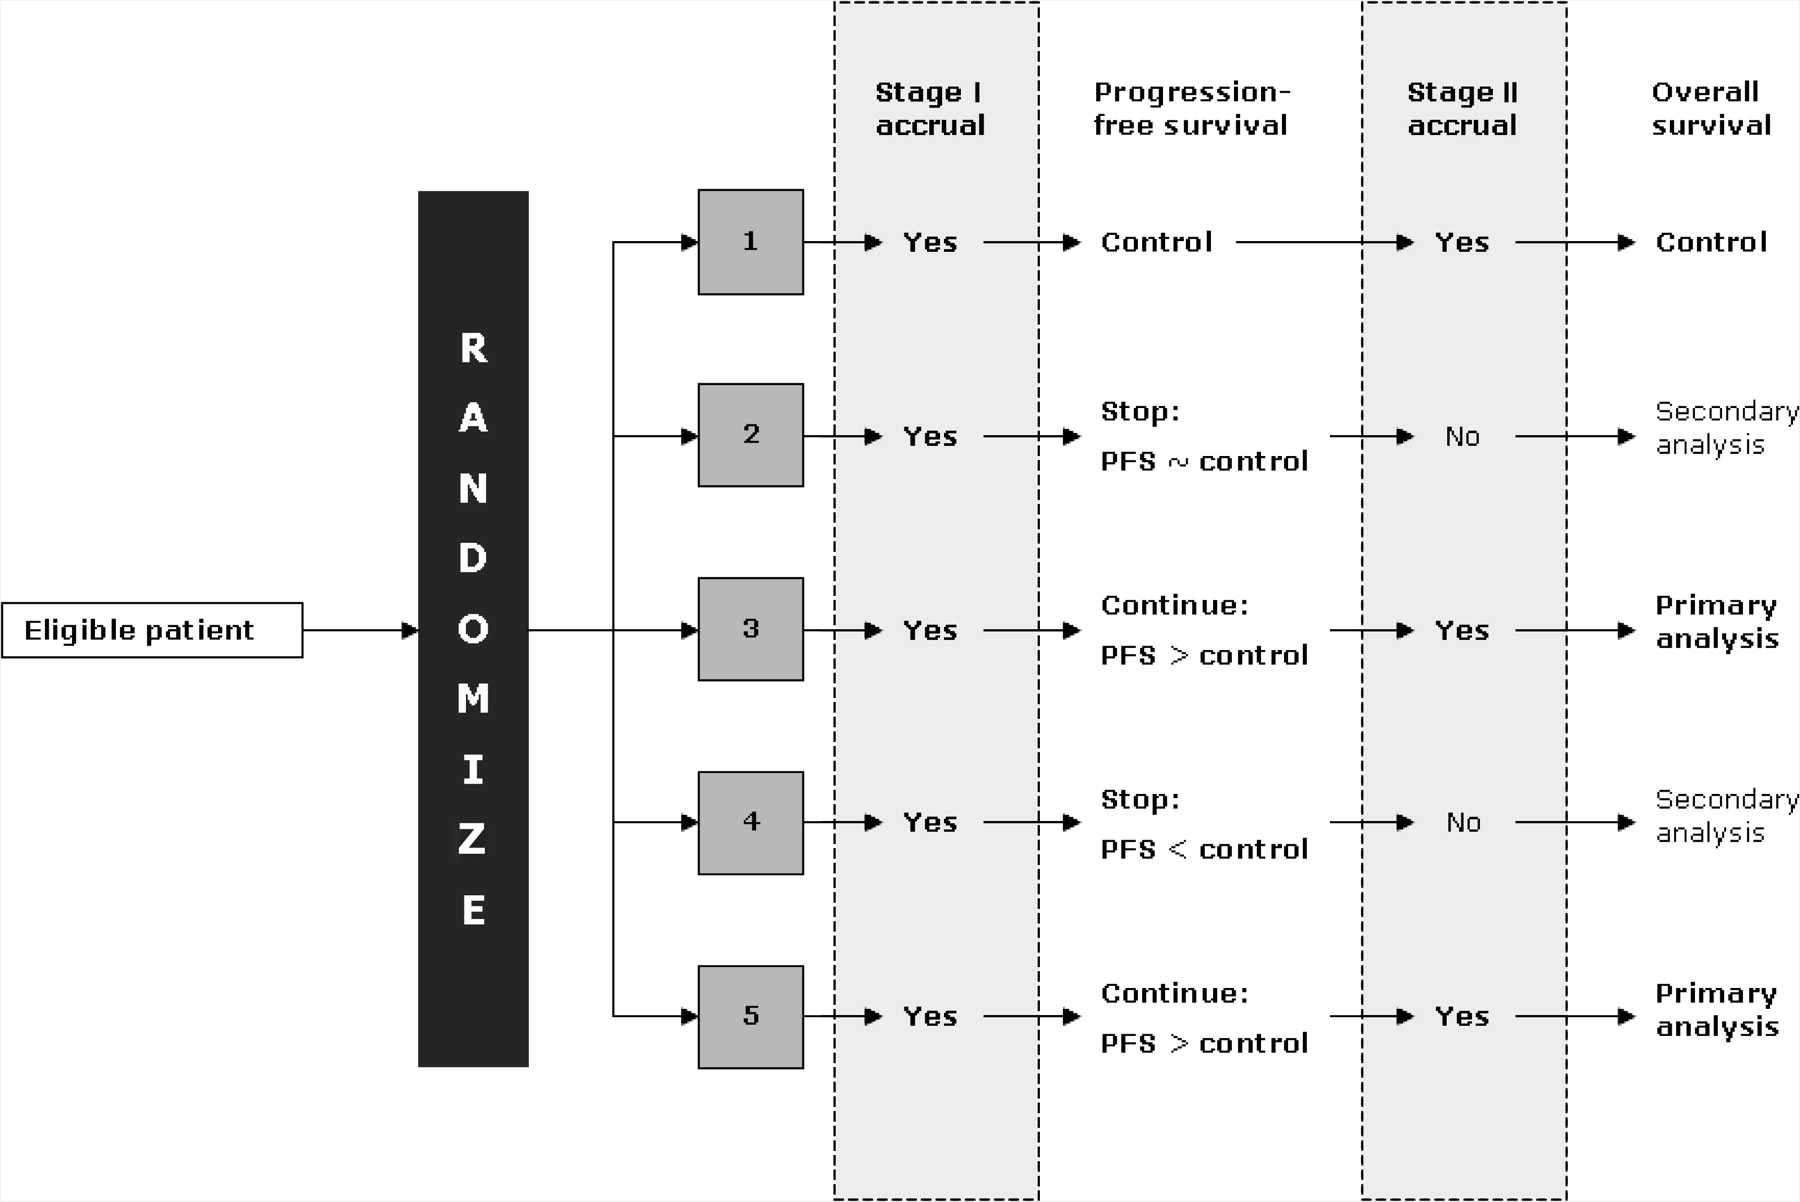 Stage I
accrual
Progression-
free survival
Stage II
accrual
Overall
survival
Eligible patient
R
A
N
D
O
M
I
Z
E
1
Yes
Control
Yes
Control
2
Yes
Stop:
PFS ~ control
No
Secondary
analysis
3
Yes
Continue:
PFS > control
Yes
Primary
analysis
4
Yes
Stop:
PFS < control
No
Secondary
analysis
5
Yes
Continue:
PFS > control
Yes
Primary
analysis